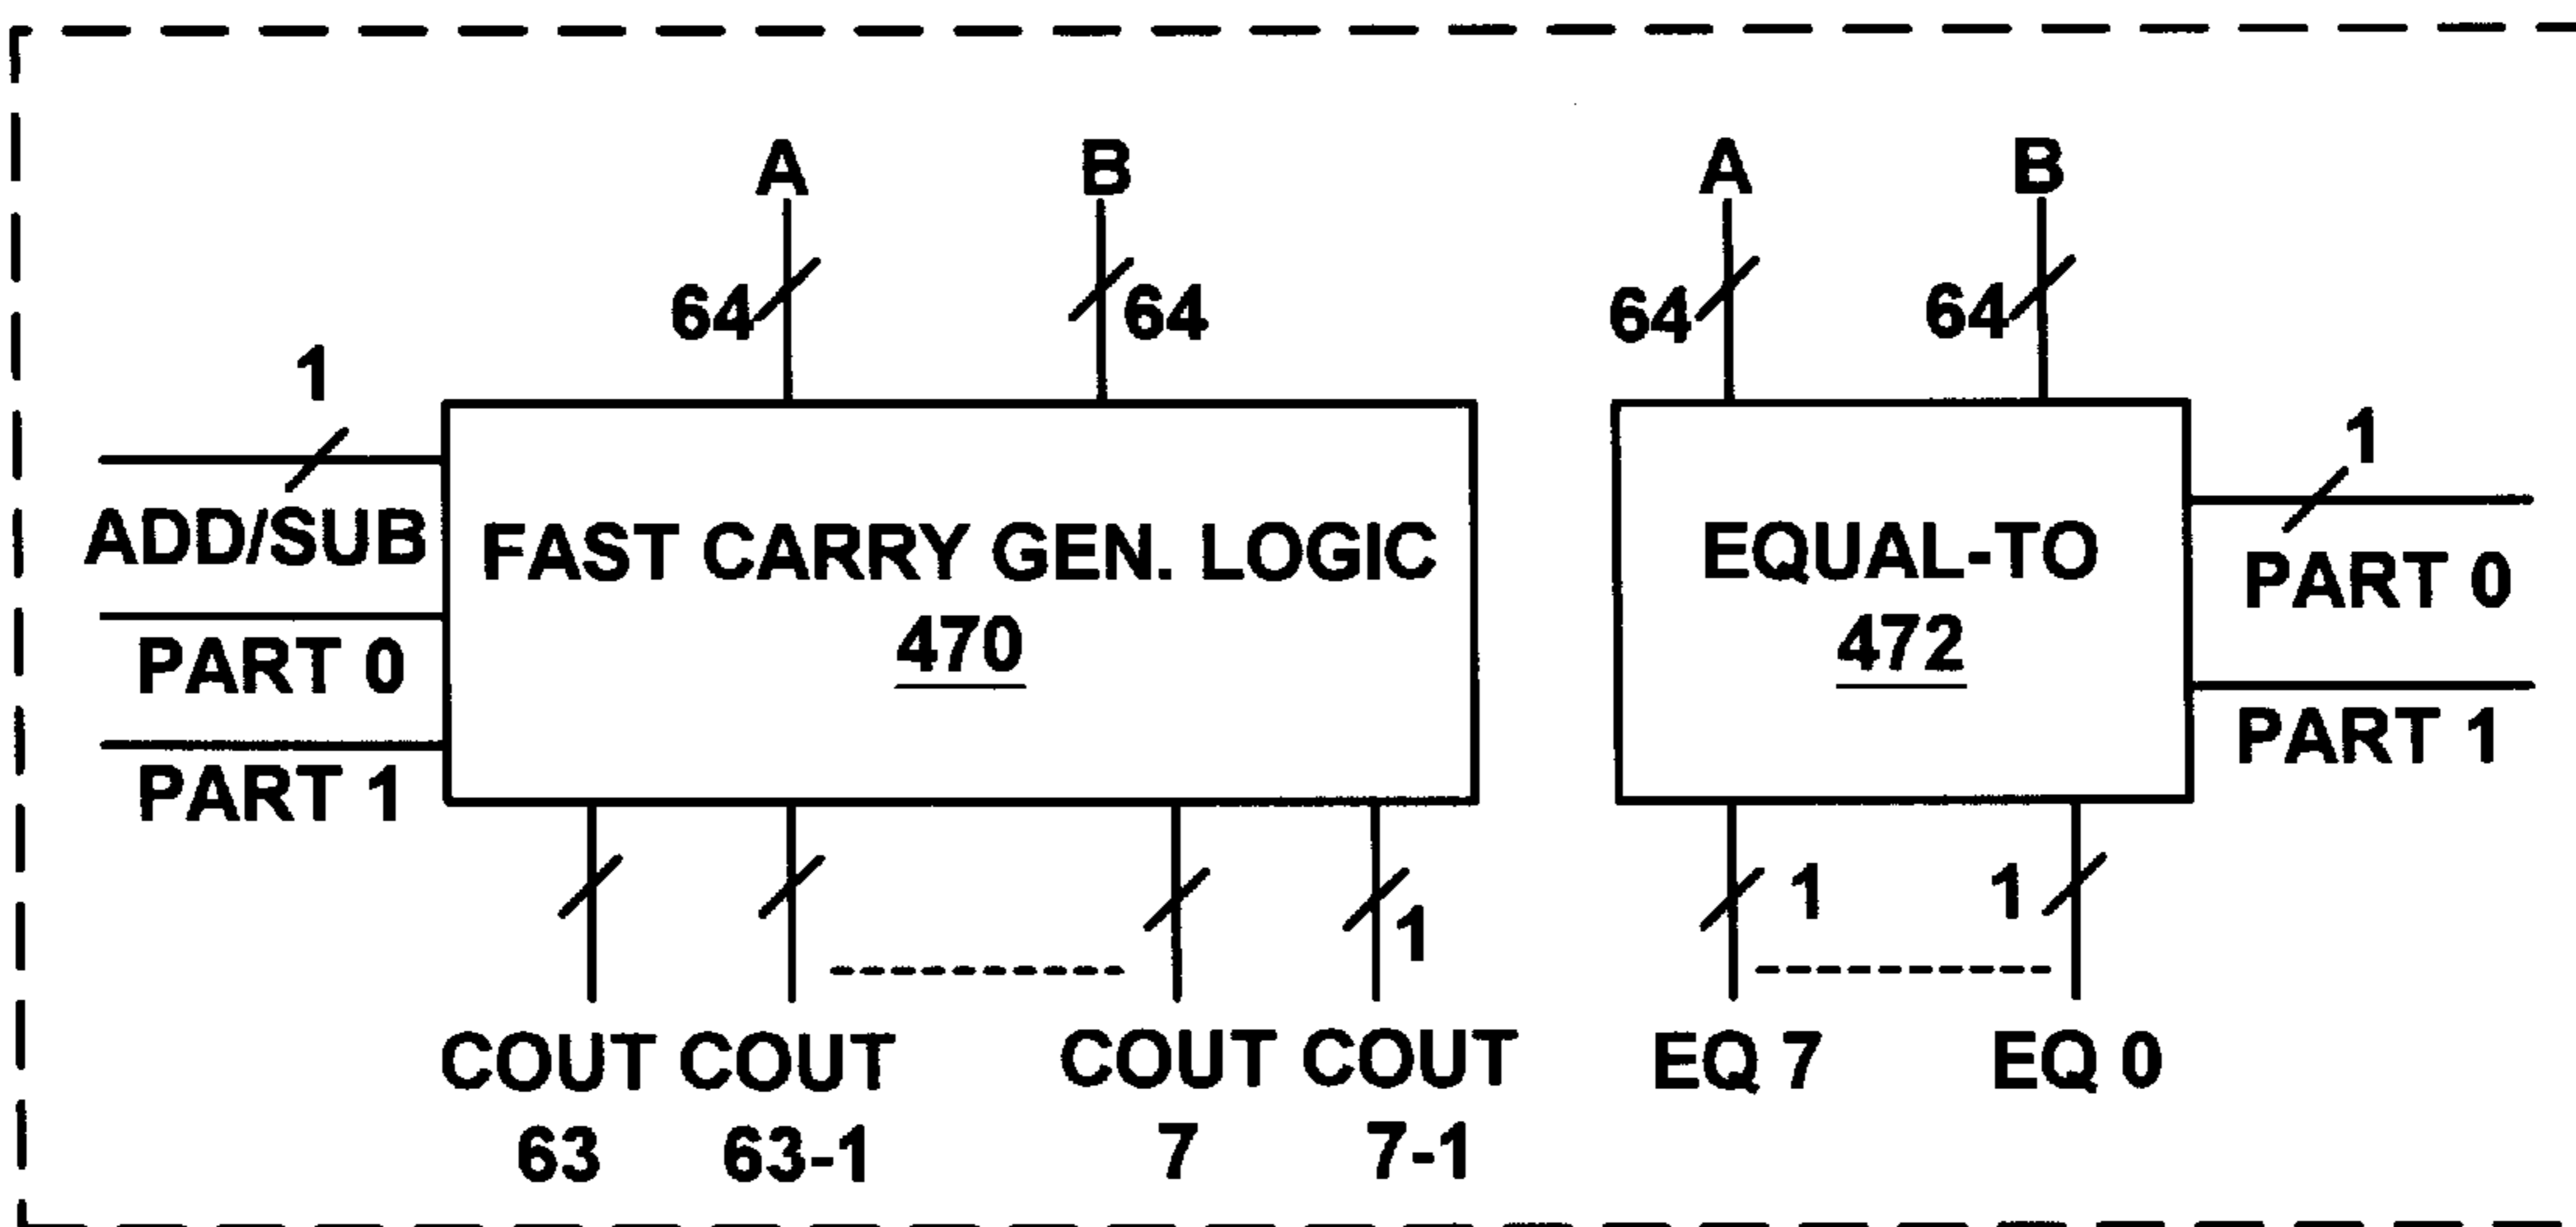 A
B
A
B
64
64
64
64
1
1
ADD/SUB
FAST CARRY GEN. LOGIC
470
EQUAL-TO
472
PART 0
PART 0
PART 1
PART 1
1
1
1
COUT 63
COUT 63-1
COUT 7
COUT 7-1
EQ 7
EQ 0